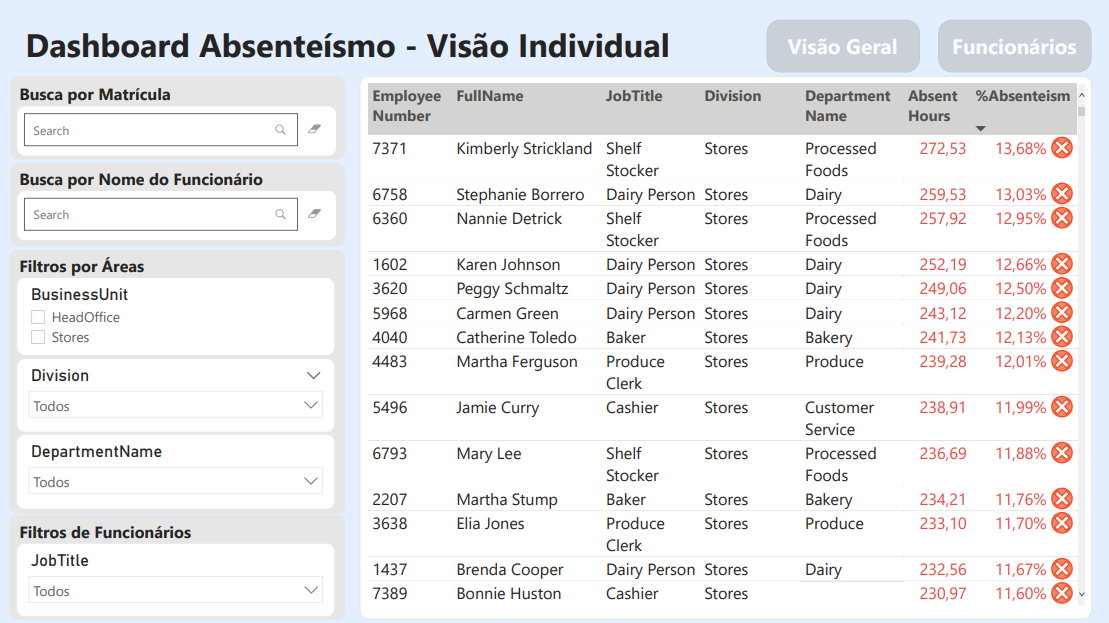 Dashboard Absenteísmo - Visão Individual
Visão Geral
Funcionários
Busca por Matrícula
Search
Busca por Nome do Funcionário
Search
Filtros por Áreas
BusinessUnit
HeadOffice
Stores
Division
Todos
DepartmentName
Todos
Filtros de Funcionários
JobTitle
Todos
Employee Number FullName JobTitle Division Department Name Absent Hours %Absenteism
7371 Kimberly Strickland Shelf Stocker Stores Processed Foods 272,53 13,68%
6758 Stephanie Borrero Dairy Person Stores Dairy 259,53 13,03%
6360 Nannie Detrick Shelf Stocker Stores Processed Foods 257,92 12,95%
1602 Karen Johnson Dairy Person Stores Dairy 252,19 12,66%
3620 Peggy Schmaltz Dairy Person Stores Dairy 249,06 12,50%
5968 Carmen Green Dairy Person Stores Dairy 243,12 12,20%
4040 Catherine Toledo Baker Stores Bakery 241,73 12,13%
4483 Martha Ferguson Produce Clerk Stores Produce 239,28 12,01%
5496 Jamie Curry Cashier Stores Customer Service 238,91 11,99%
6793 Mary Lee Shelf Stocker Stores Processed Foods 236,69 11,88%
2207 Martha Stump Baker Stores Bakery 234,21 11,76%
3638 Elia Jones Produce Clerk Stores Produce 233,10 11,70%
1437 Brenda Cooper Dairy Person Stores Dairy 232,56 11,67%
7389 Bonnie Huston Cashier Stores 230,97 11,60%